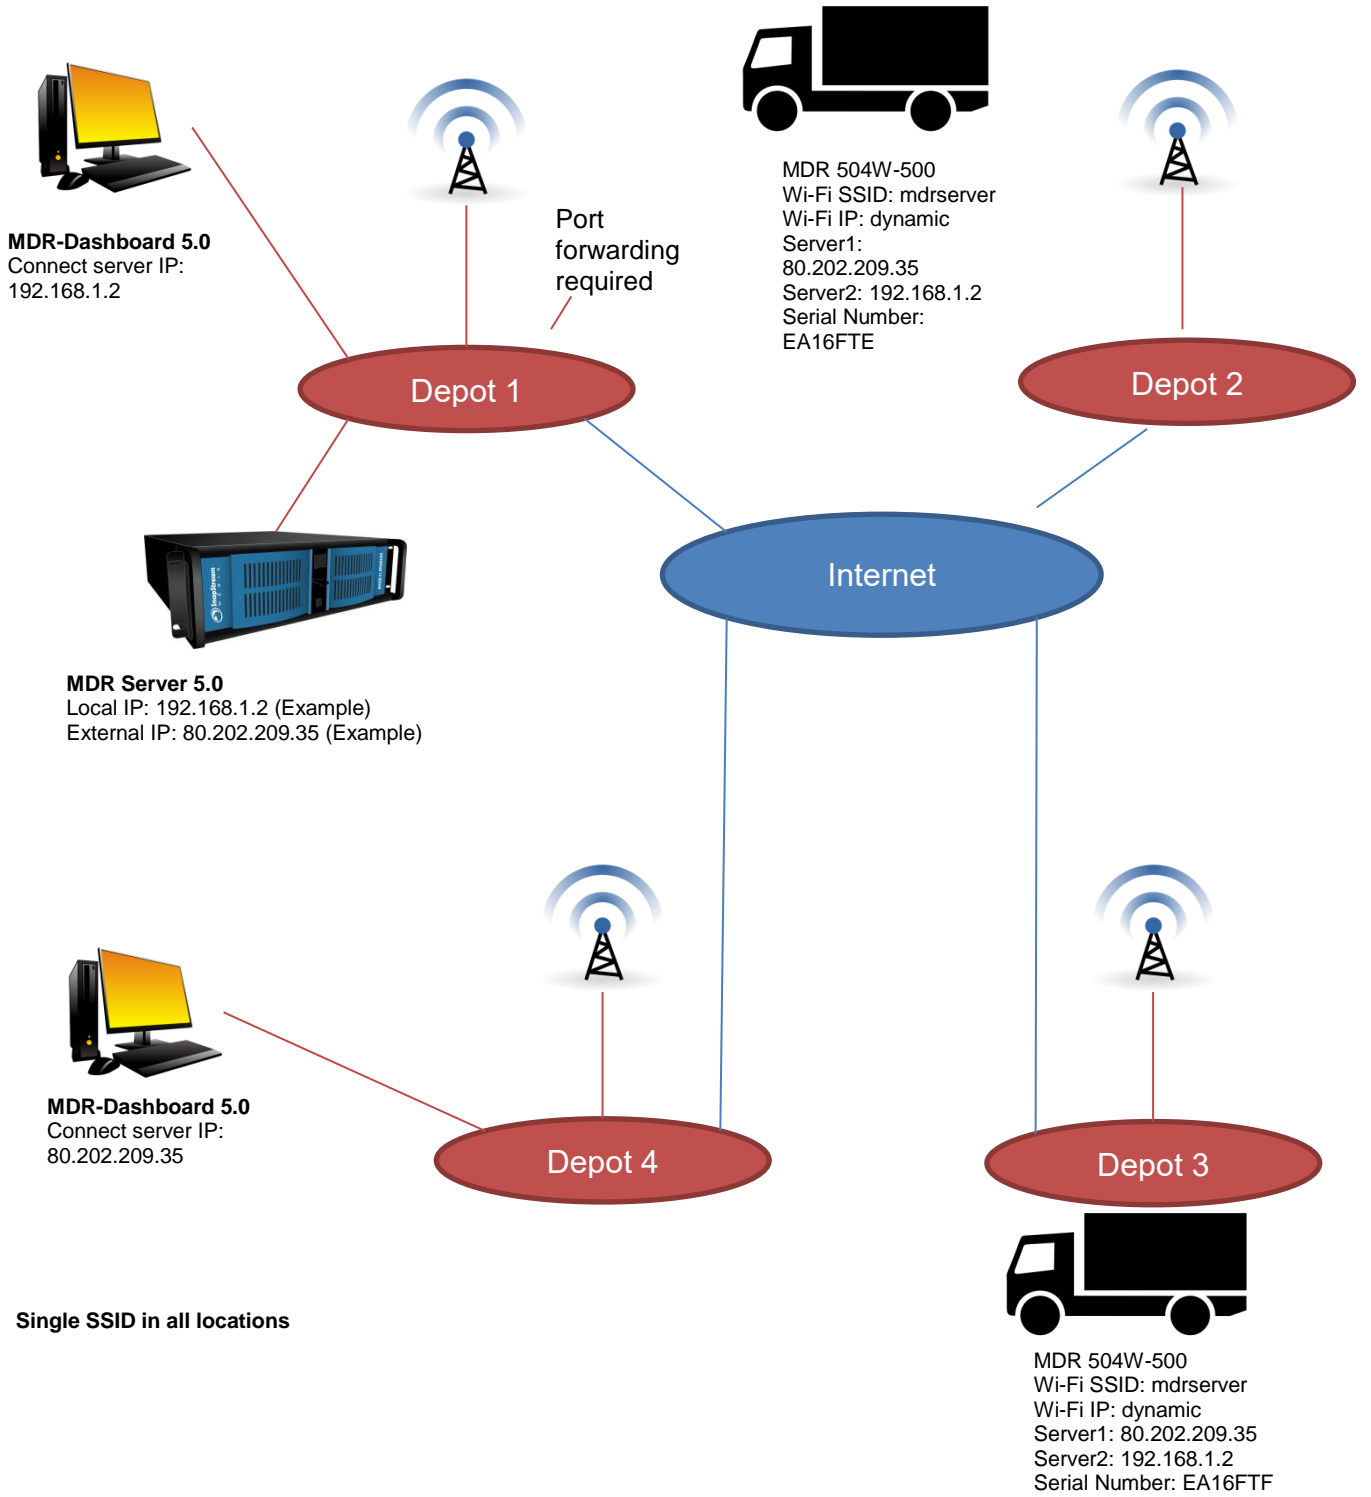 MDR 504W-500
Wi-Fi SSID: mdrserver
Wi-Fi IP: dynamic
Server1:
80.202.209.35
Server2: 192.168.1.2
Serial Number:
EA16FTE
Port
forwarding
required
MDR-Dashboard 5.0
Connect server IP:
192.168.1.2
Depot 1
Depot 2
Internet
SnapStream
MDR Server 5.0
Local IP: 192.168.1.2 (Example)
External IP: 80.202.209.35 (Example)
MDR-Dashboard 5.0
Connect server IP:
80.202.209.35
Depot 4
Depot 3
Single SSID in all locations
MDR 504W-500
Wi-Fi SSID: mdrserver
Wi-Fi IP: dynamic
Server1: 80.202.209.35
Server2: 192.168.1.2
Serial Number: EA16FTF